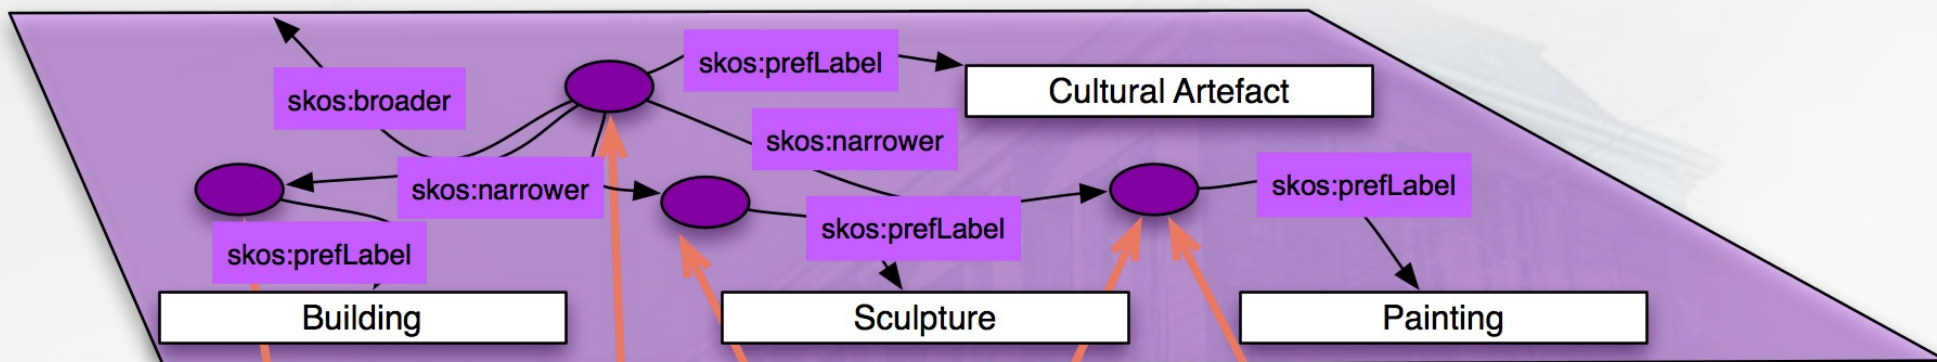 skos:prefLabel
Cultural Artefact
skos:broader
skos:narrower
skos:narrower
skos:prefLabel
skos:prefLabel
skos:prefLabel
Building
Sculpture
Painting